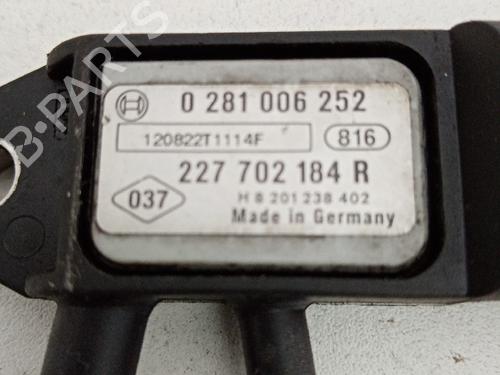 B-PARTS
0 281 006 252
120822T1114F
816
227 702 184 R
037
H 8 201 238 402
Made in Germany